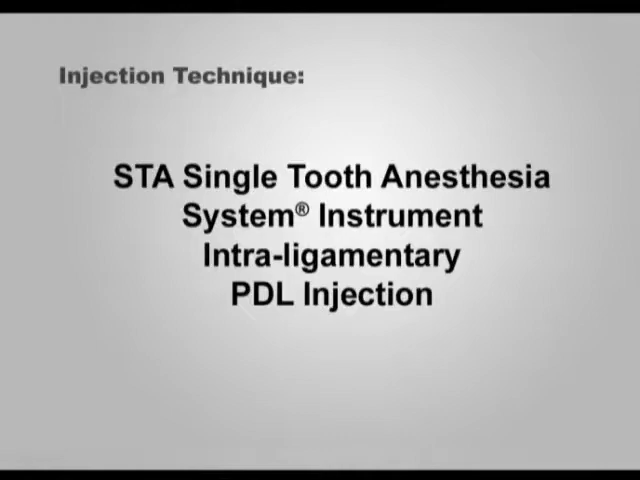 Injection Technique:
STA Single Tooth Anesthesia
System® Instrument
Intra-ligamentary
PDL Injection